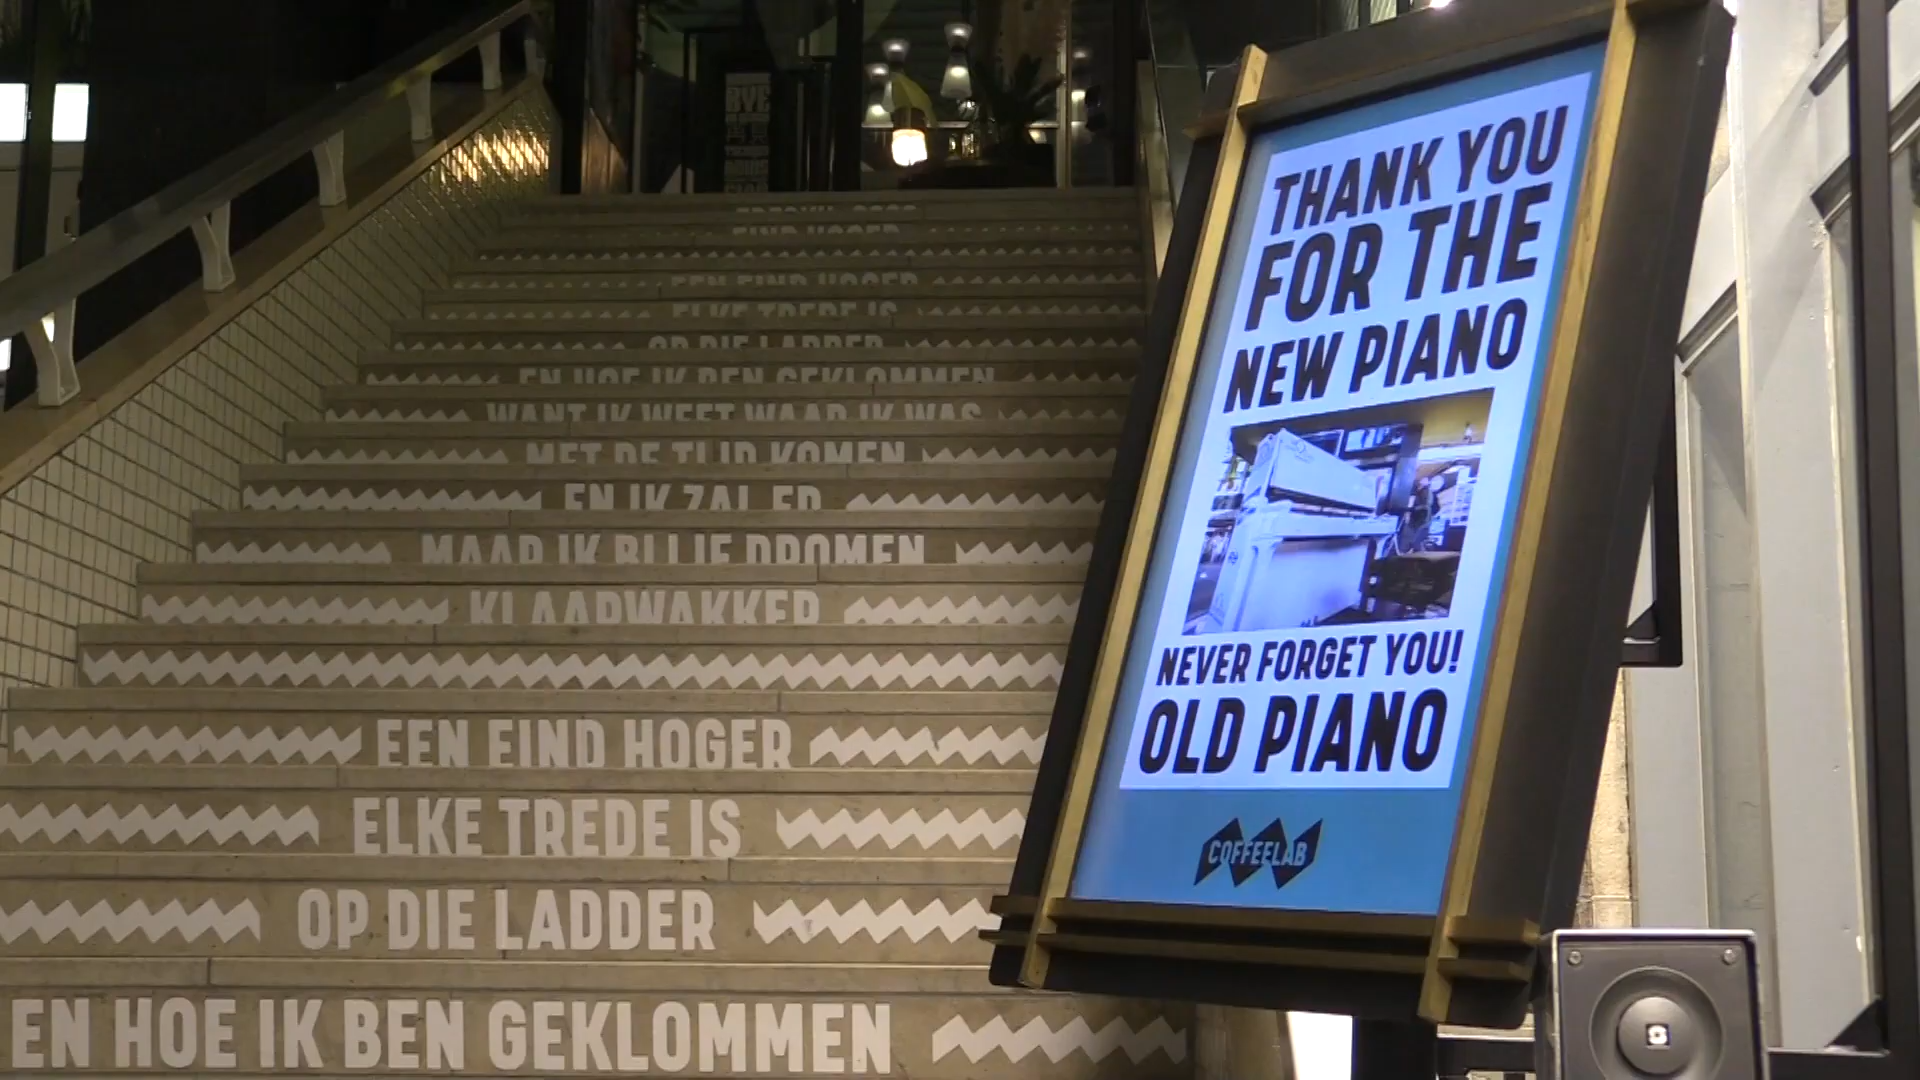 EIND HOGER
EEN EIND HOGER
ELKE TREDE IS
OP DIE LADDER
EN HOE IK BEN GEKLOMMEN
WANT IK WEET WAAR IK WAS
MET DE TIJD KOMEN
EN IK ZAL ER
MAAR IK BLIJF DROMEN
KLAARWAKKER
EEN EIND HOGER
ELKE TREDE IS
OP DIE LADDER
EN HOE IK BEN GEKLOMMEN
THANK YOU
FOR THE
NEW PIANO
NEVER FORGET YOU!
OLD PIANO
COFFEELAB